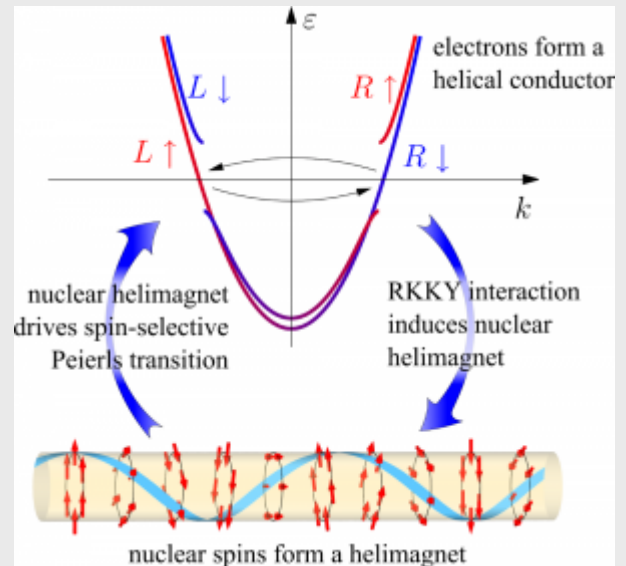 ε
electrons form a
helical conductor
L ↓
R ↑
L ↑
R ↓
k
nuclear helimagnet
drives spin-selective
Peierls transition
RKKY interaction
induces nuclear
helimagnet
nuclear spins form a helimagnet